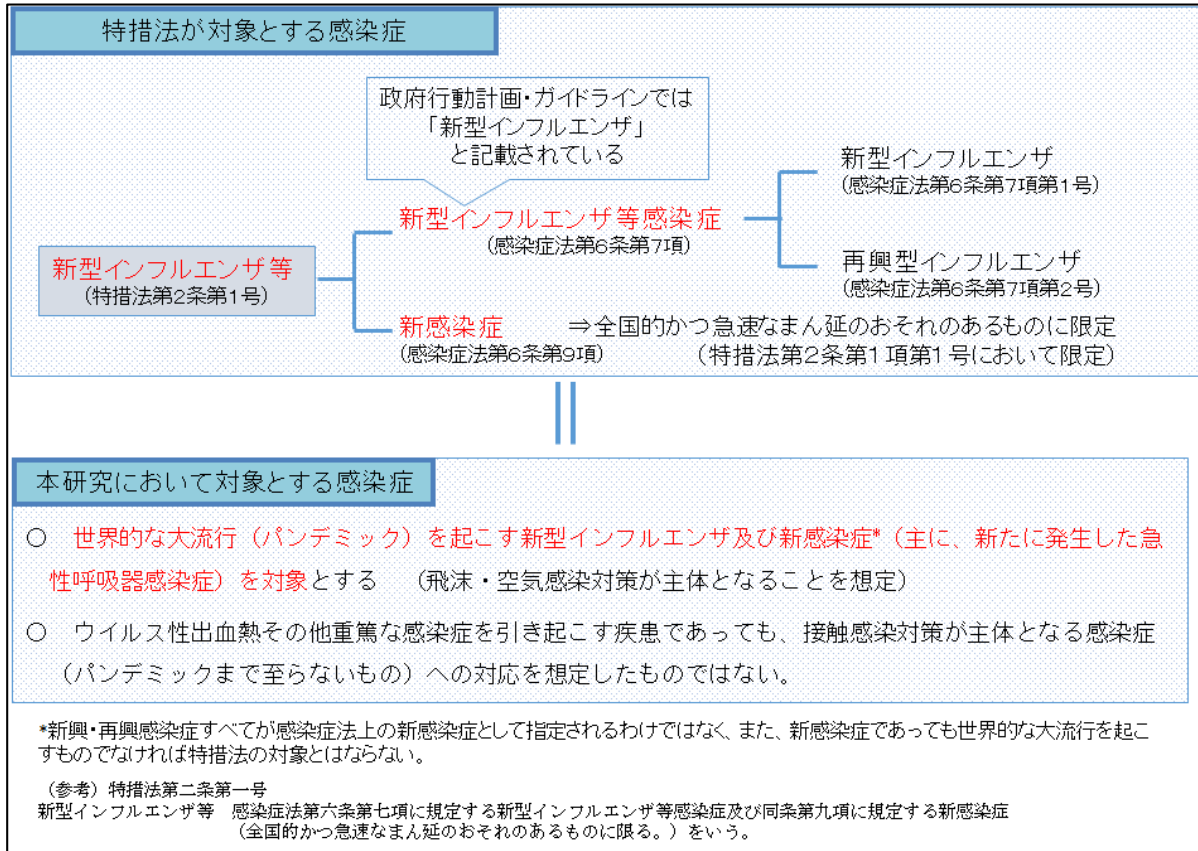 特措法が対象とする感染症
政府行動計画・ガイドラインでは
「新型インフルエンザ」
と記載されている
新型インフルエンザ
(感染症法第6条第7項第1号)
新型インフルエンザ等感染症
(感染症法第6条第7項)
新型インフルエンザ等
(特措法第2条第1号)
再興型インフルエンザ
(感染症法第6条第7項第2号)
新感染症 ⇒全国的かつ急速なまん延のおそれのあるものに限定
(感染症法第6条第9項) (特措法第2条第1項第1号において限定)
本研究において対象とする感染症
○ 世界的な大流行（パンデミック）を起こす新型インフルエンザ及び新感染症*（主に、新たに発生した急
性呼吸器感染症）を対象とする （飛沫・空気感染対策が主体となることを想定）
○ ウイルス性出血熱その他重篤な感染症を引き起こす疾患であっても、接触感染対策が主体となる感染症
（パンデミックまで至らないもの）への対応を想定したものではない。
*新興・再興感染症すべてが感染症法上の新感染症として指定されるわけではなく、また、新感染症であっても世界的な大流行を起こ
すものでなければ特措法の対象とはならない。
（参考）特措法第二条第一号
新型インフルエンザ等 感染症法第六条第七項に規定する新型インフルエンザ等感染症及び同条第九項に規定する新感染症
（全国的かつ急速なまん延のおそれのあるものに限る。）をいう。